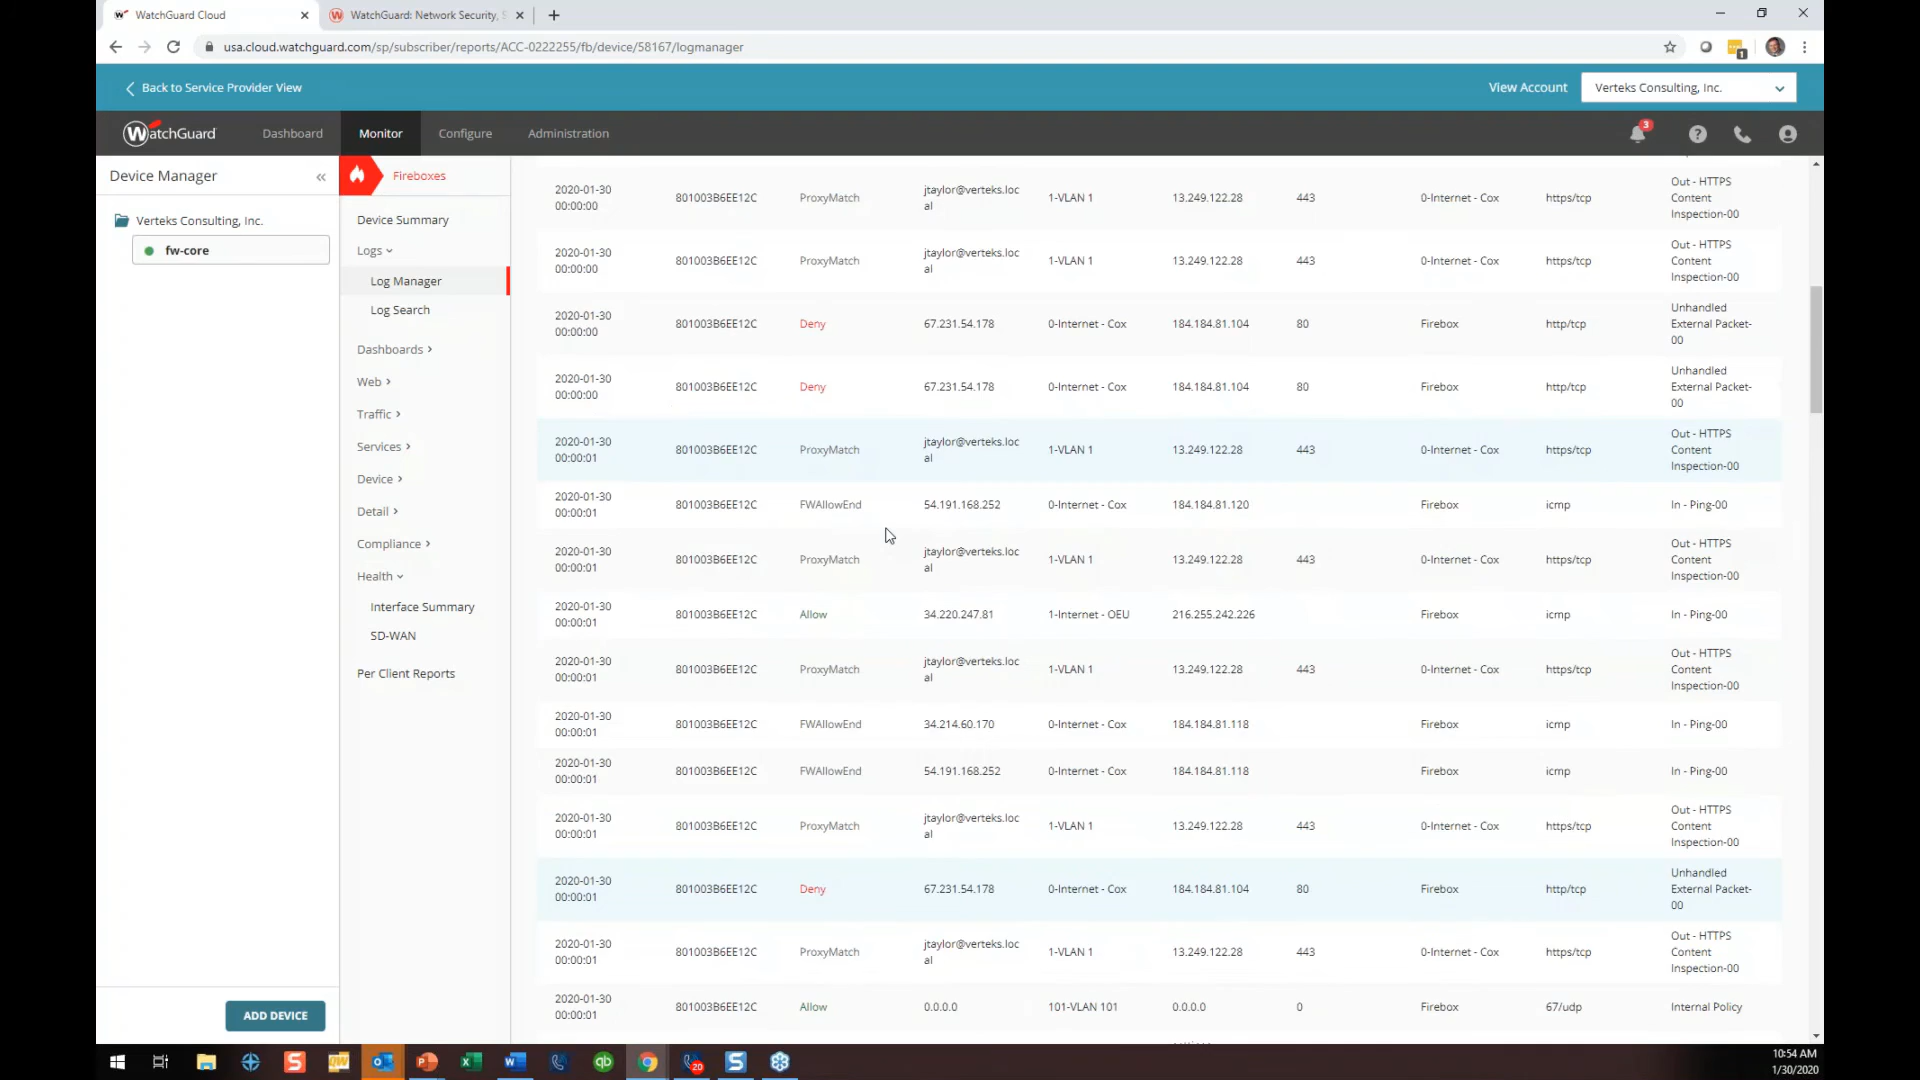 WatchGuard Cloud
WatchGuard: Network Security, S
usa.cloud.watchguard.com/sp/subscriber/reports/ACC-0222255/fb/device/58167/logmanager
1
Back to Service Provider View
View Account
Verteks Consulting, Inc.
WatchGuard
Dashboard
Monitor
Configure
Administration
3
Device Manager
Verteks Consulting, Inc.
fw-core
ADD DEVICE
Fireboxes
Device Summary
Logs
Log Manager
Log Search
Dashboards
Web
Traffic
Services
Device
Detail
Compliance
Health
Interface Summary
SD-WAN
Per Client Reports
2020-01-30
00:00:00
801003B6EE12C
ProxyMatch
jtaylor@verteks.loc
al
1-VLAN 1
13.249.122.28
443
0-Internet - Cox
https/tcp
Out - HTTPS
Content
Inspection-00
2020-01-30
00:00:00
801003B6EE12C
ProxyMatch
jtaylor@verteks.loc
al
1-VLAN 1
13.249.122.28
443
0-Internet - Cox
https/tcp
Out - HTTPS
Content
Inspection-00
2020-01-30
00:00:00
801003B6EE12C
Deny
67.231.54.178
0-Internet - Cox
184.184.81.104
80
Firebox
http/tcp
Unhandled
External Packet-
00
2020-01-30
00:00:00
801003B6EE12C
Deny
67.231.54.178
0-Internet - Cox
184.184.81.104
80
Firebox
http/tcp
Unhandled
External Packet-
00
2020-01-30
00:00:01
801003B6EE12C
ProxyMatch
jtaylor@verteks.loc
al
1-VLAN 1
13.249.122.28
443
0-Internet - Cox
https/tcp
Out - HTTPS
Content
Inspection-00
2020-01-30
00:00:01
801003B6EE12C
FWAllowEnd
54.191.168.252
0-Internet - Cox
184.184.81.120
Firebox
icmp
In - Ping-00
2020-01-30
00:00:01
801003B6EE12C
ProxyMatch
jtaylor@verteks.loc
al
1-VLAN 1
13.249.122.28
443
0-Internet - Cox
https/tcp
Out - HTTPS
Content
Inspection-00
2020-01-30
00:00:01
801003B6EE12C
Allow
34.220.247.81
1-Internet - OEU
216.255.242.226
Firebox
icmp
In - Ping-00
2020-01-30
00:00:01
801003B6EE12C
ProxyMatch
jtaylor@verteks.loc
al
1-VLAN 1
13.249.122.28
443
0-Internet - Cox
https/tcp
Out - HTTPS
Content
Inspection-00
2020-01-30
00:00:01
801003B6EE12C
FWAllowEnd
34.214.60.170
0-Internet - Cox
184.184.81.118
Firebox
icmp
In - Ping-00
2020-01-30
00:00:01
801003B6EE12C
FWAllowEnd
54.191.168.252
0-Internet - Cox
184.184.81.118
Firebox
icmp
In - Ping-00
2020-01-30
00:00:01
801003B6EE12C
ProxyMatch
jtaylor@verteks.loc
al
1-VLAN 1
13.249.122.28
443
0-Internet - Cox
https/tcp
Out - HTTPS
Content
Inspection-00
2020-01-30
00:00:01
801003B6EE12C
Deny
67.231.54.178
0-Internet - Cox
184.184.81.104
80
Firebox
http/tcp
Unhandled
External Packet-
00
2020-01-30
00:00:01
801003B6EE12C
ProxyMatch
jtaylor@verteks.loc
al
1-VLAN 1
13.249.122.28
443
0-Internet - Cox
https/tcp
Out - HTTPS
Content
Inspection-00
2020-01-30
00:00:01
801003B6EE12C
Allow
0.0.0.0
101-VLAN 101
0.0.0.0
0
Firebox
67/udp
Internal Policy
20
10:54 AM
1/30/2020